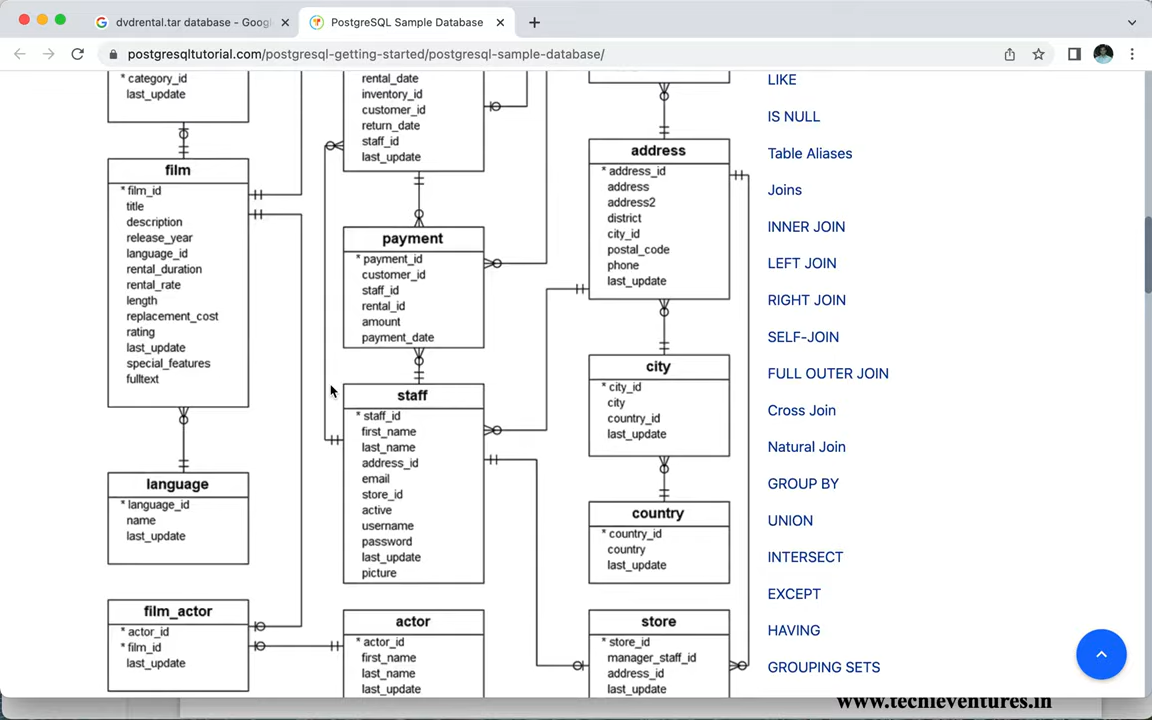 dvdrental.tar database - Goog
PostgreSQL Sample Database
postgresqltutorial.com/postgresql-getting-started/postgresql-sample-database/
* category_id
last_update
film
* film_id
title
description
release_year
language_id
rental_duration
rental_rate
length
replacement_cost
rating
last_update
special_features
fulltext
language
* language_id
name
last_update
film_actor
* actor_id
* film_id
last_update
rental_date
inventory_id
customer_id
return_date
staff_id
last_update
payment
* payment_id
customer_id
staff_id
rental_id
amount
payment_date
staff
* staff_id
first_name
last_name
address_id
email
store_id
active
username
password
last_update
picture
actor
* actor_id
first_name
last_name
last_update
address
* address_id
address
address2
district
city_id
postal_code
phone
last_update
city
* city_id
city
country_id
last_update
country
* country_id
country
last_update
store
* store_id
manager_staff_id
address_id
last_update
LIKE
IS NULL
Table Aliases
Joins
INNER JOIN
LEFT JOIN
RIGHT JOIN
SELF-JOIN
FULL OUTER JOIN
Cross Join
Natural Join
GROUP BY
UNION
INTERSECT
EXCEPT
HAVING
GROUPING SETS
www.techieventures.in